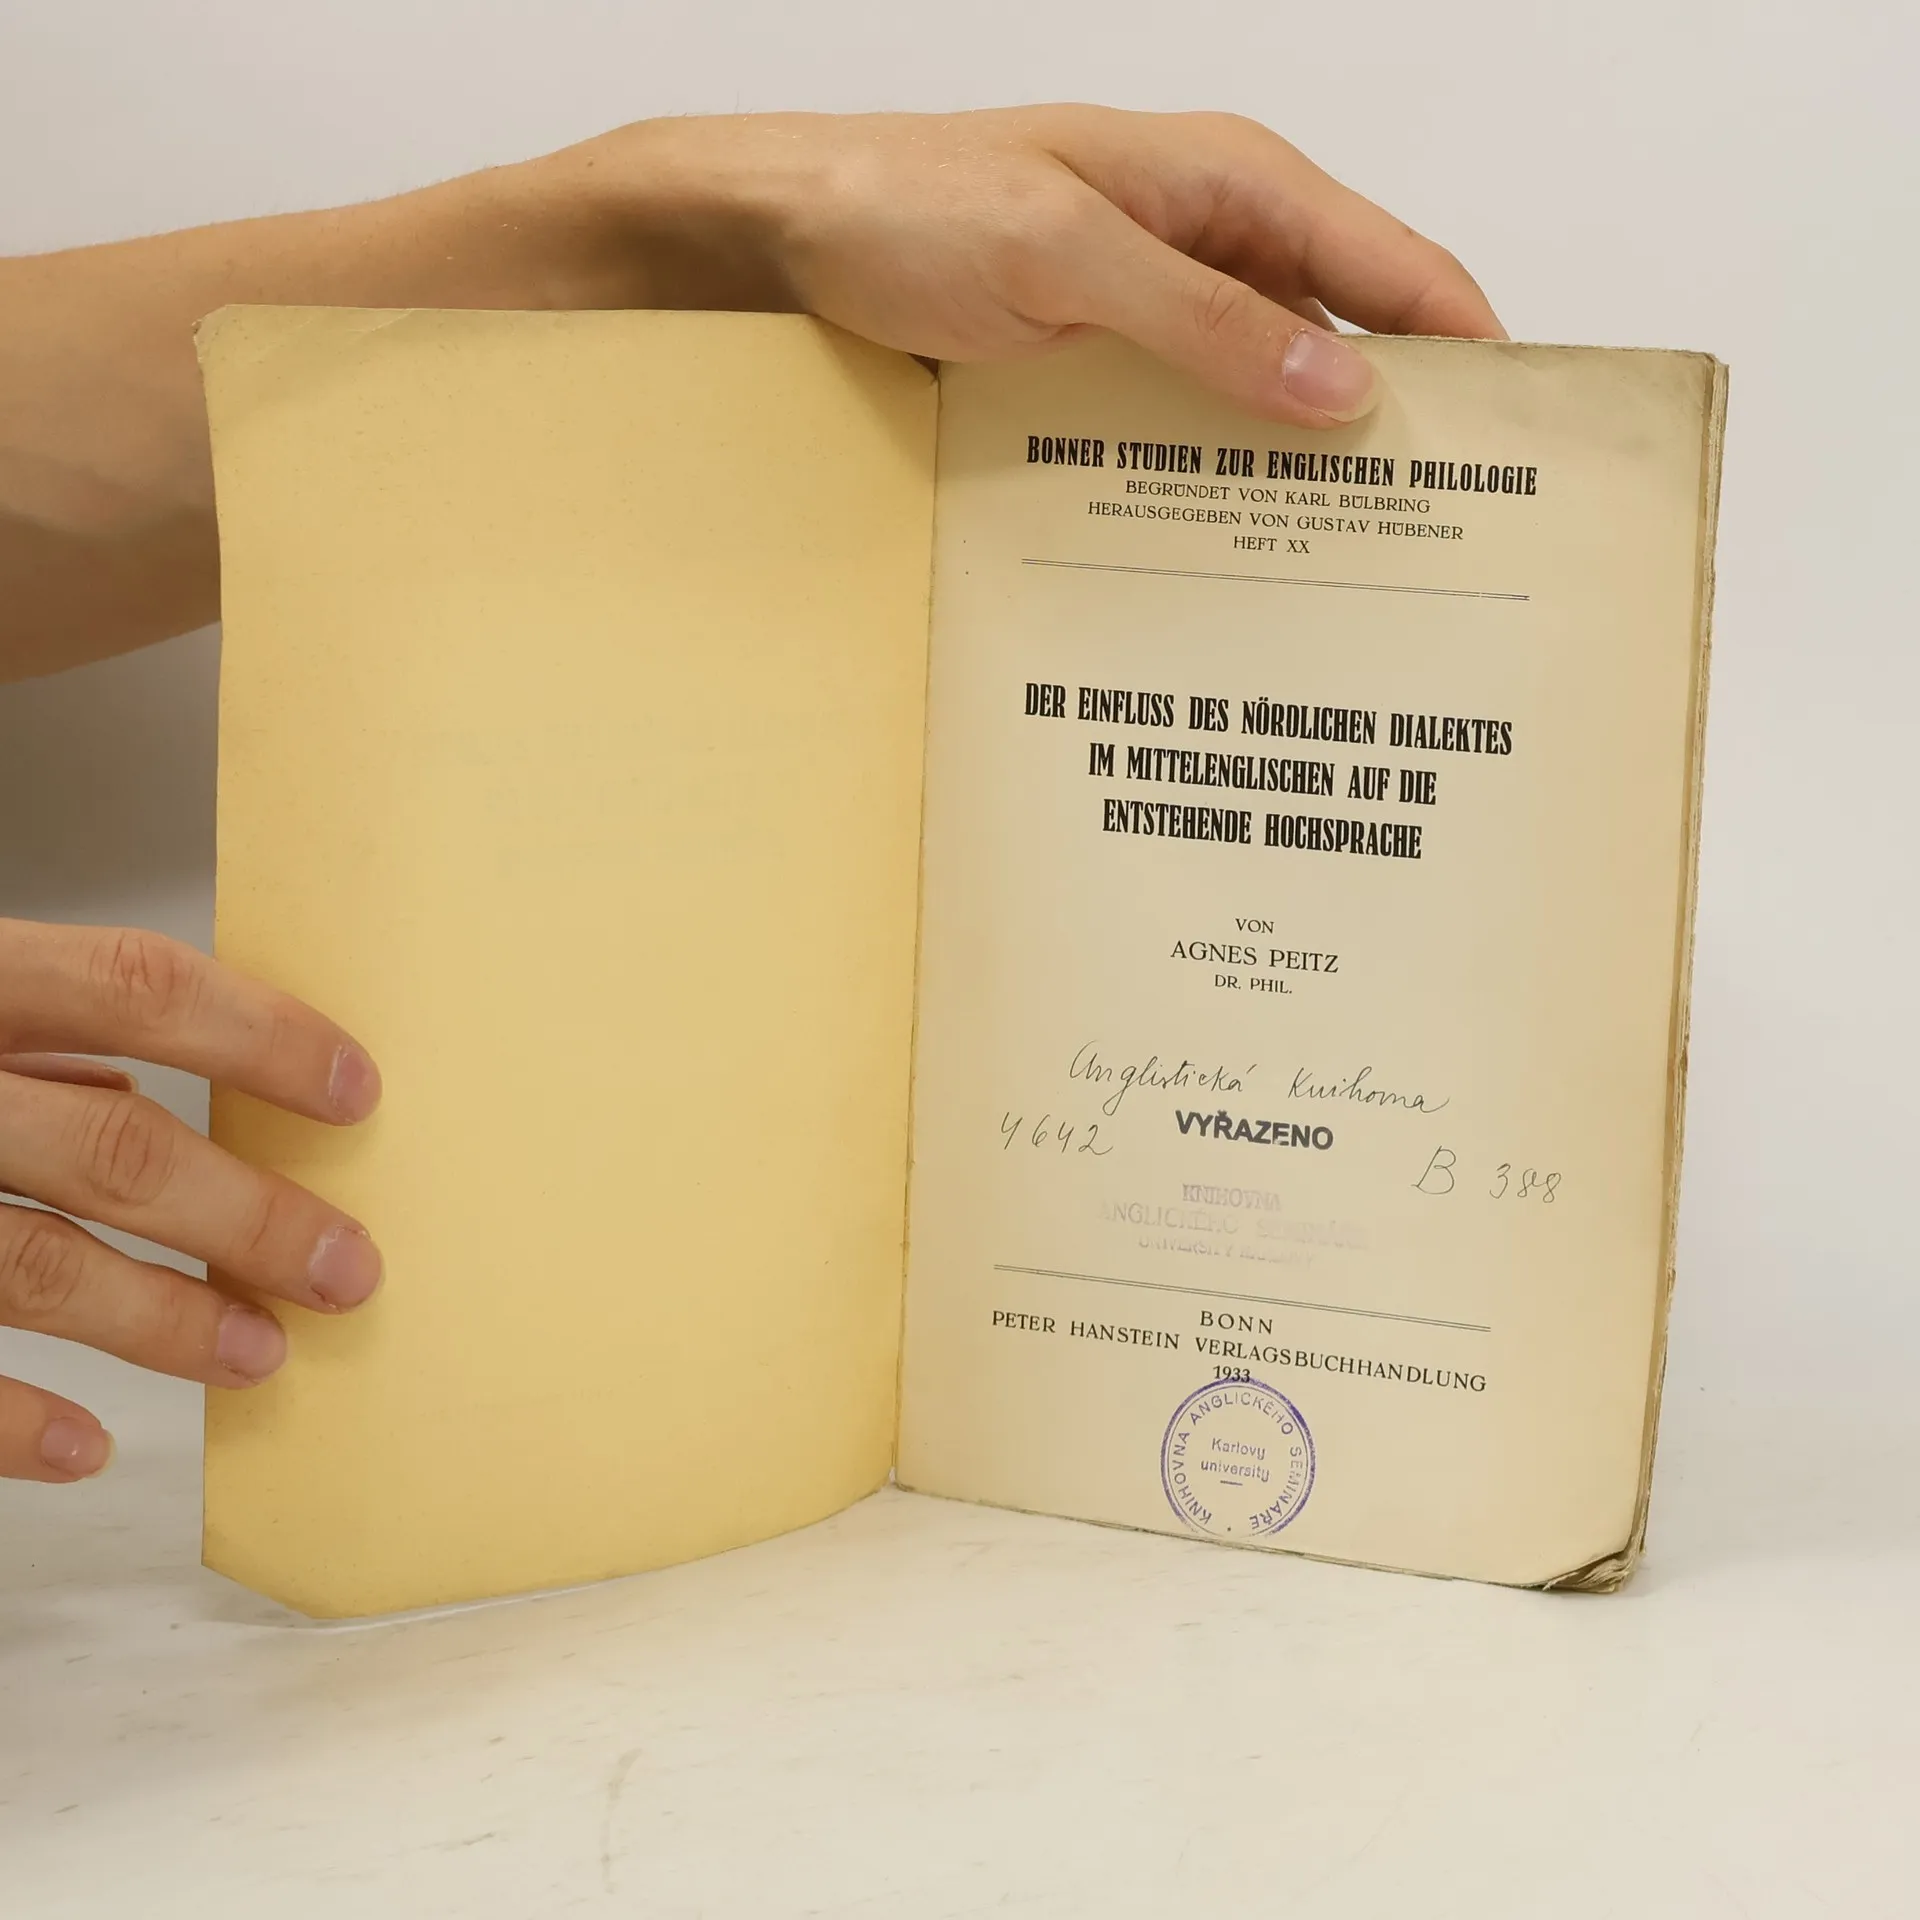 BONNER STUDIEN ZUR ENGLISCHEN PHILOLOGIE
BEGRÜNDET VON KARL BÜLBRING
HERAUSGEGEBEN VON GUSTAV HÜBENER
HEFT XX
DER EINFLUSS DES NÖRDLICHEN DIALEKTES
IM MITTELENGLISCHEN AUF DIE
ENTSTEHENDE HOCHSPRACHE
VON
AGNES PEITZ
DR. PHIL.
Anglistická Knihovna
4642
VYŘAZENO
B 388
KNIHOVNA
ANGLICKÉHO
UNIVERSITY
BONN
PETER HANSTEIN VERLAGSBUCHHANDLUNG
1933
KNIHOVNA ANGLICKÉHO SEMINÁŘE
Karlovy
university